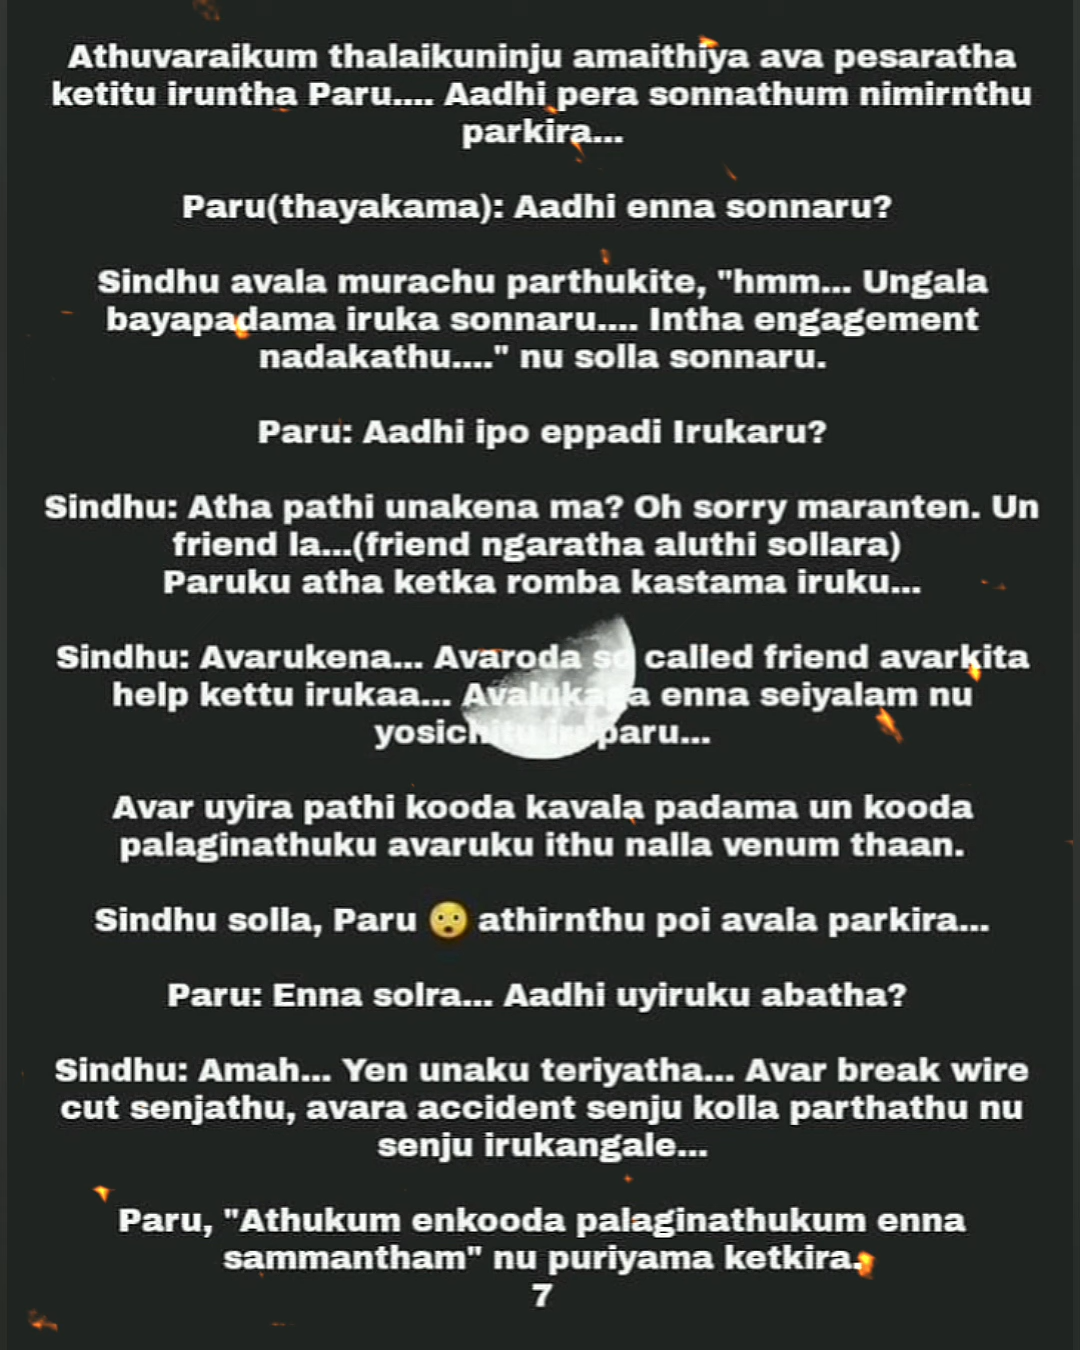 Athuvaraikum thalaikuninju amaithiya ava pesaratha
ketitu iruntha Paru.... Aadhi pera sonnathum nimirnthu
parkira...
Paru(thayakama): Aadhi enna sonnaru?
Sindhu avala murachu parthukite, "hmm... Ungala
bayapadama iruka sonnaru.... Intha engagement
nadakathu...." nu solla sonnaru.
Paru: Aadhi ipo eppadi Irukaru?
Sindhu: Atha pathi unakena ma? Oh sorry maranten. Un
friend la...(friend ngaratha aluthi sollara)
Paruku atha ketka romba kastama iruku...
Sindhu: Avarukena... Avaroda so called friend avarkita
help kettu irukaa... Avalukaga enna seiyalam nu
yosichitu iruparu...
Avar uyira pathi kooda kavala padama un kooda
palaginathuku avaruku ithu nalla venum thaan.
Sindhu solla, Paru 😯 athirnthu poi avala parkira...
Paru: Enna solra... Aadhi uyiruku abatha?
Sindhu: Amah... Yen unaku teriyatha... Avar break wire
cut senjathu, avara accident senju kolla parthathu nu
senju irukangale...
Paru, "Athukum enkooda palaginathukum enna
sammantham" nu puriyama ketkira.
7